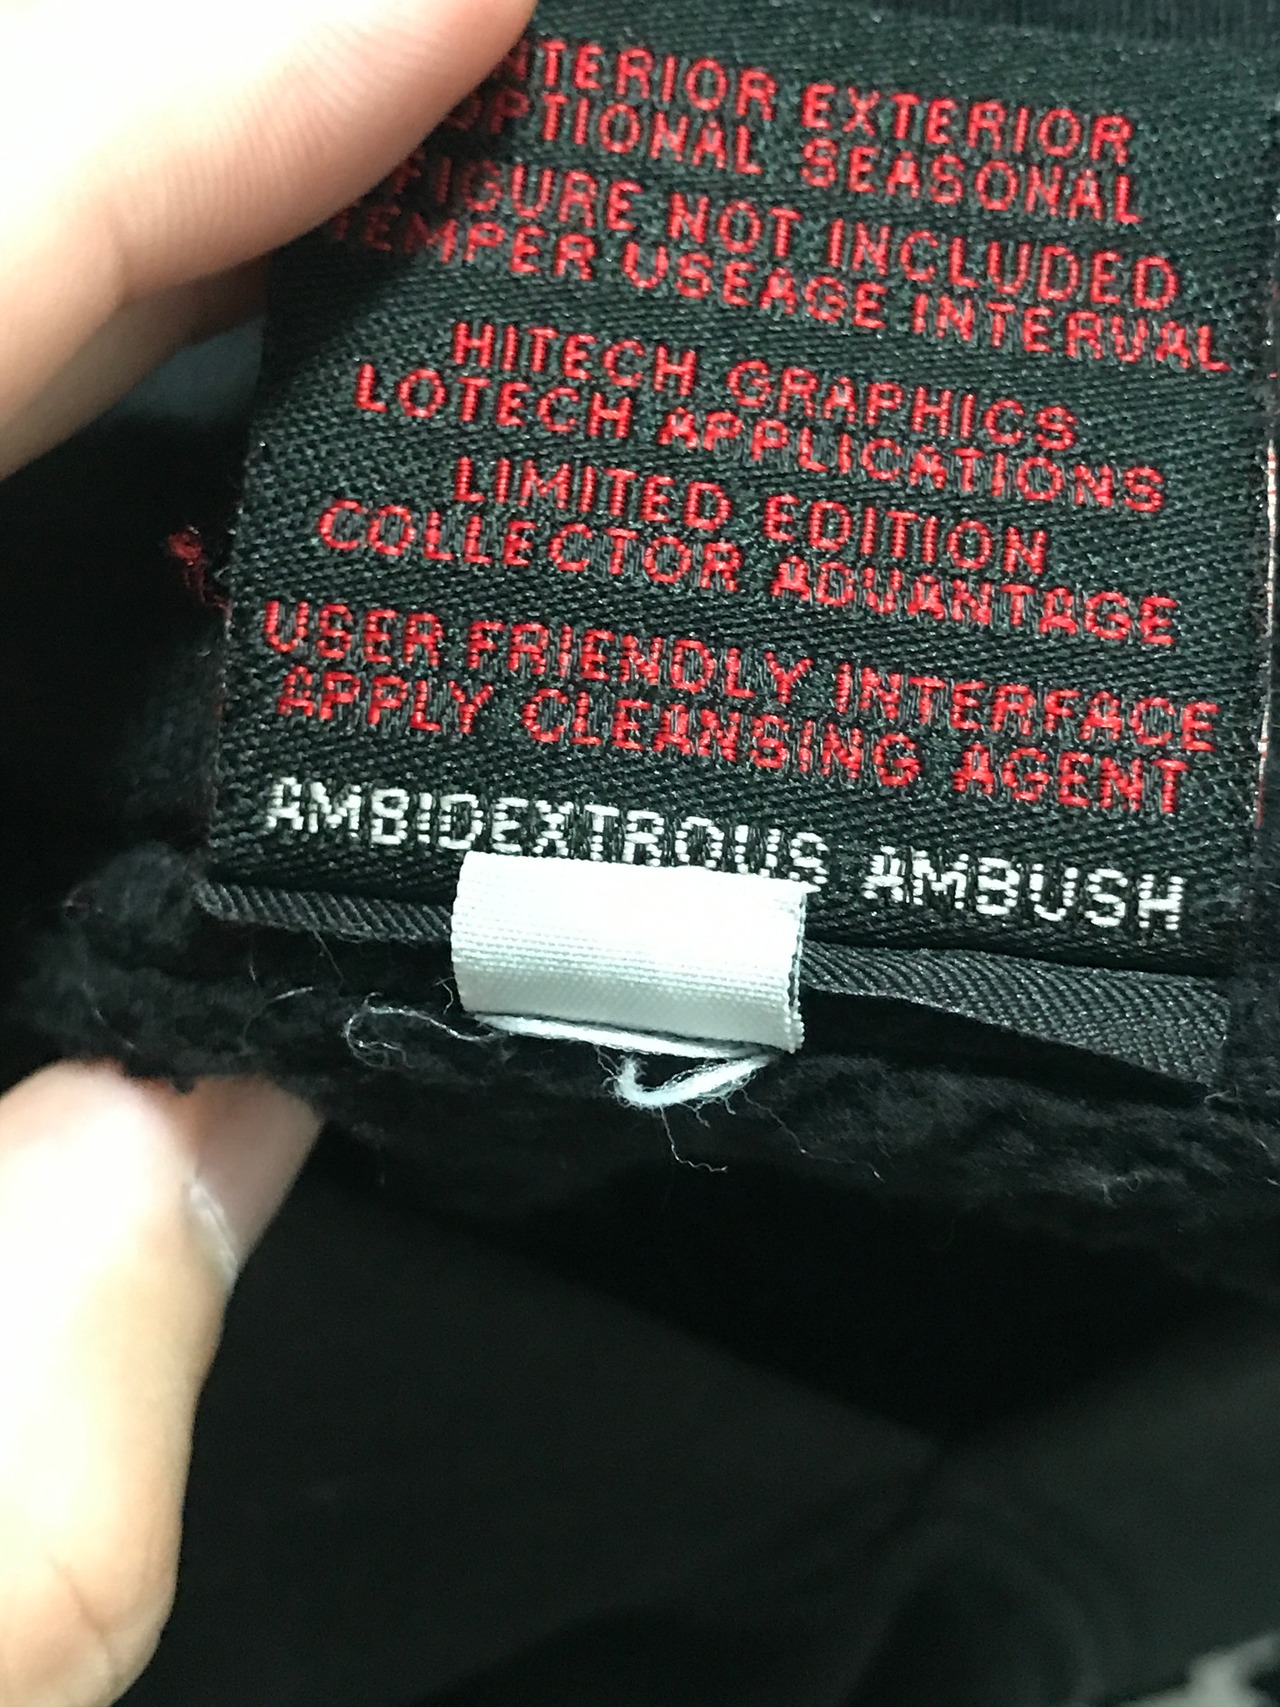 INTERIOR EXTERIOR
OPTIONAL SEASONAL
FIGURE NOT INCLUDED
TEMPER USEAGE INTERVAL
HITECH GRAPHICS
LOTECH APPLICATIONS
LIMITED EDITION
COLLECTOR ADVANTAGE
USER FRIENDLY INTERFACE
APPLY CLEANSING AGENT
AMBIDEXTROUS AMBUSH